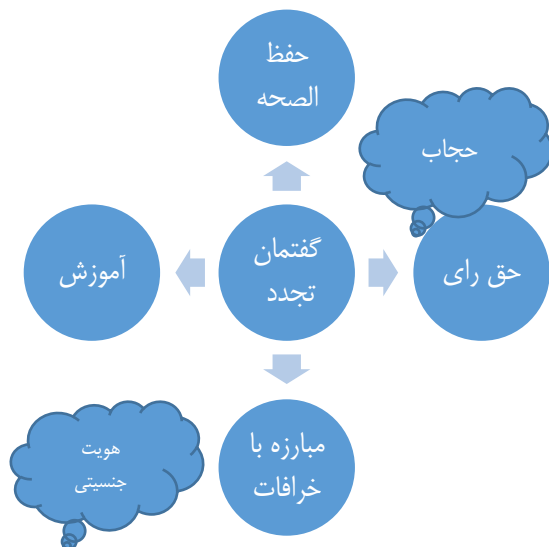 حفظ
الصحه
حجاب
حق رای
گفتمان
تجدد
آموزش
مبارزه با
خرافات
هویت
جنسیتی